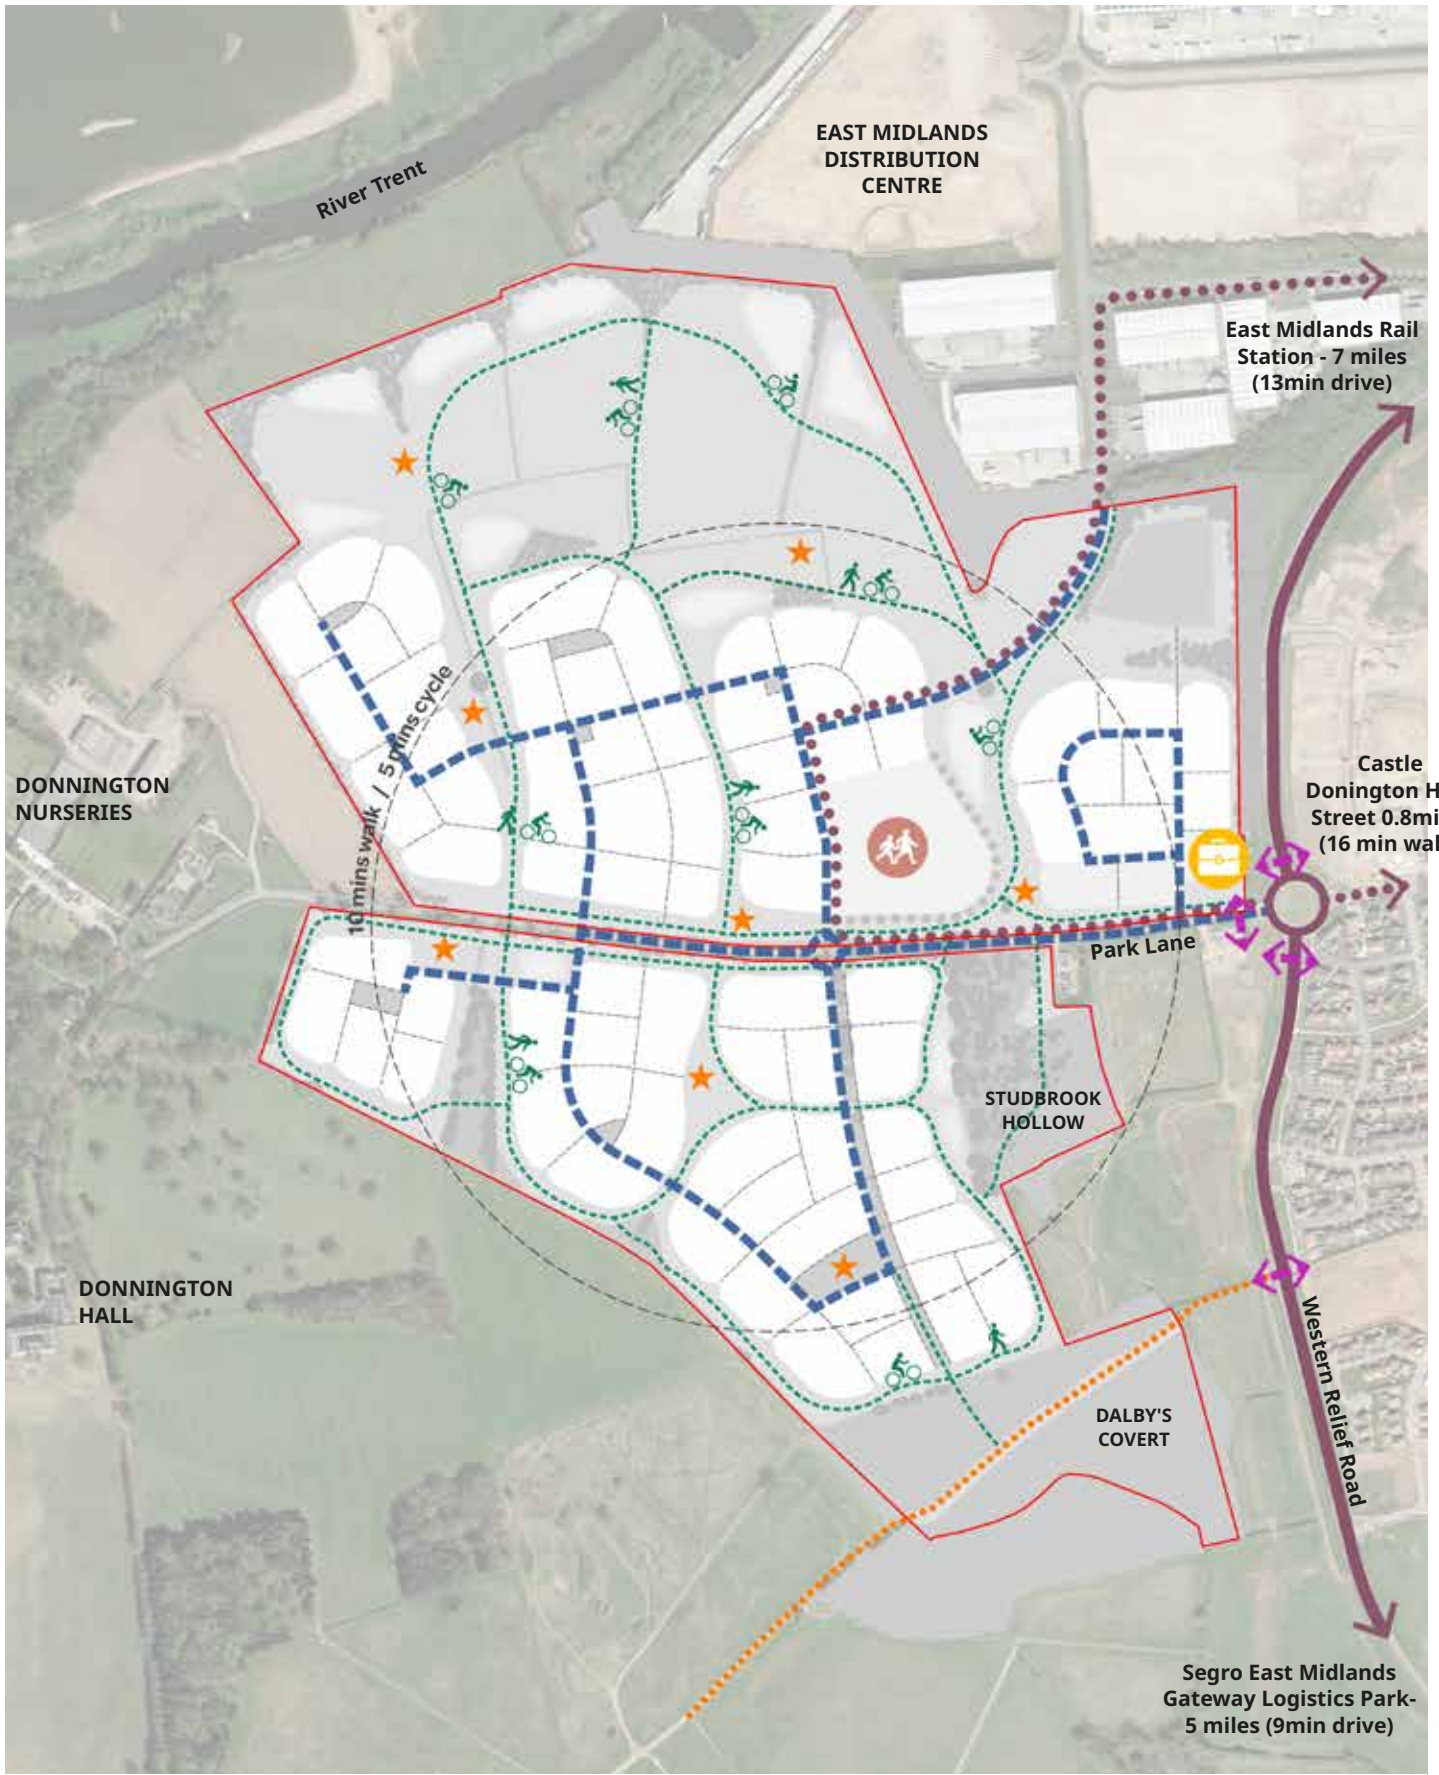 EAST MIDLANDS
DISTRIBUTION
CENTRE
River Trent
East Midlands Rail
Station - 7 miles
(13min drive)
10 mins walk / 5 mins cycle
DONNINGTON
NURSERIES
Castle
Donington H
Street 0.8mi
(16 min wal
Park Lane
STUDBROOK
HOLLOW
DONNINGTON
HALL
Western Relief Road
DALBY'S
COVERT
Segro East Midlands
Gateway Logistics Park-
5 miles (9min drive)